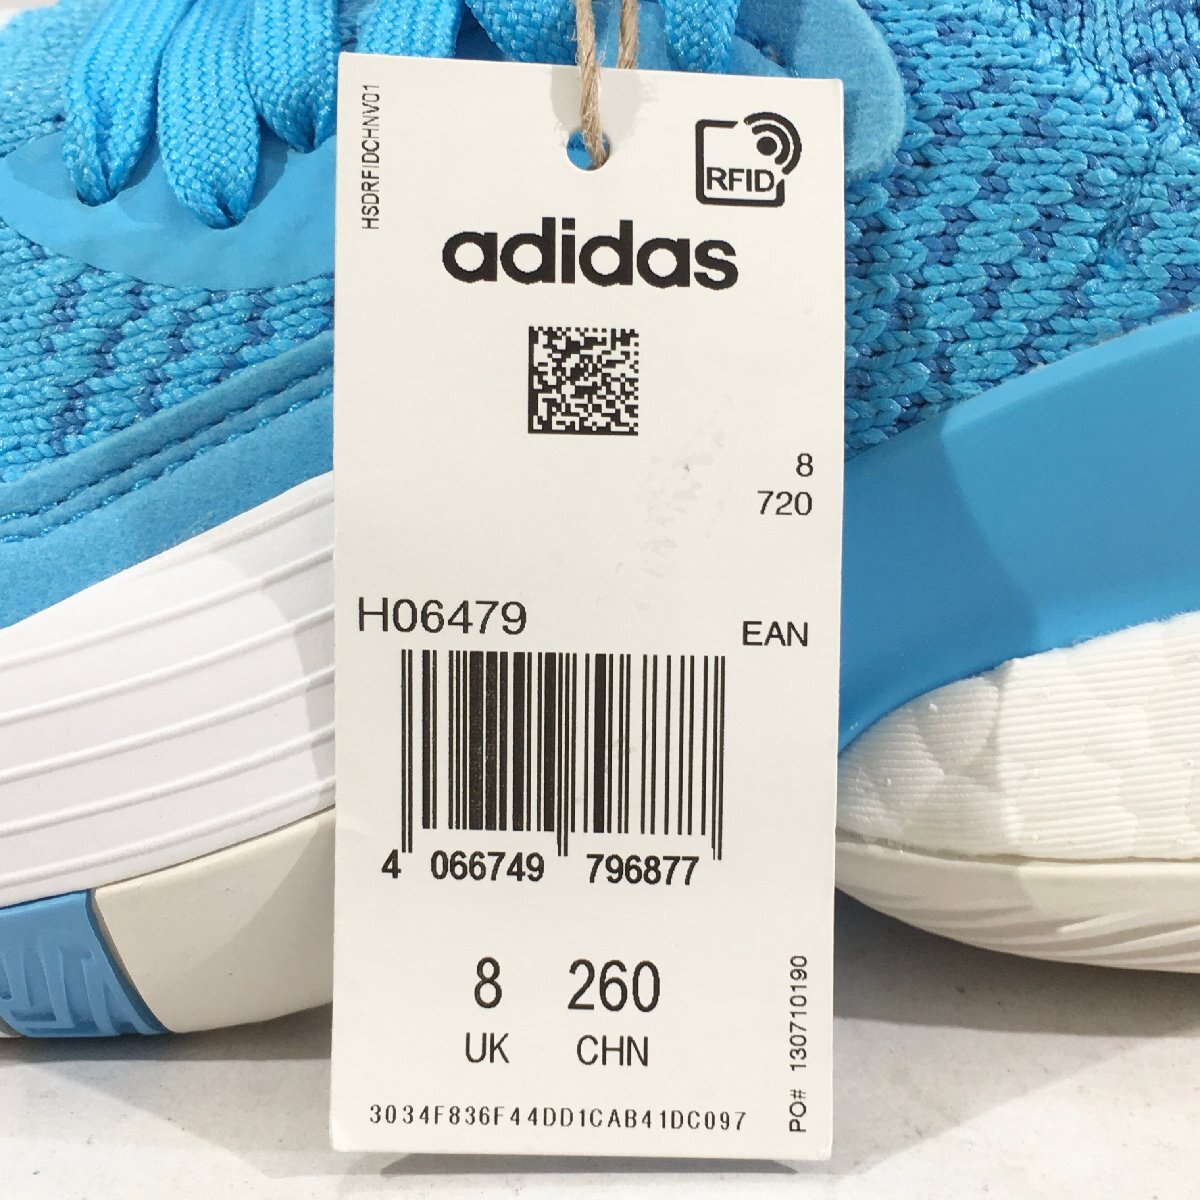 HSDRFIDCHNV01
RFID
adidas
8
720
H06479
EAN
4 066749 796877
8 260
UK CHN
PO# 130710190
3034F836F44DD1CAB41DC097